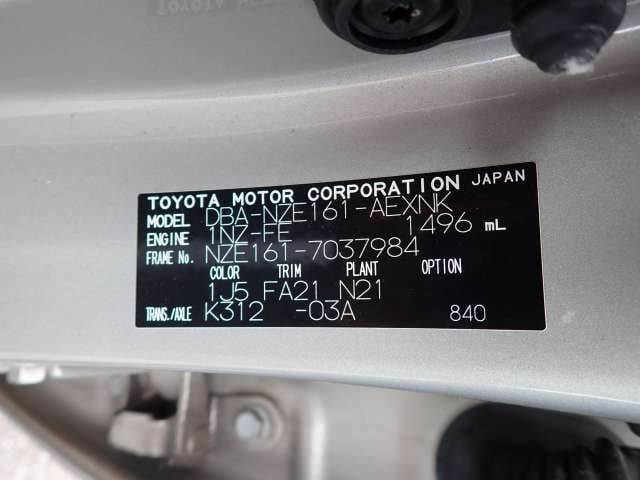 TOYOTA MOTOR CORPORATION JAPAN
MODEL DBA-NZE161-AEXNK
ENGINE 1NZ-FE 1496 mL
FRAME No. NZE161-7037984
COLOR TRIM PLANT OPTION
1J5 FA21 N21
TRANS./AXLE K312 -03A 840